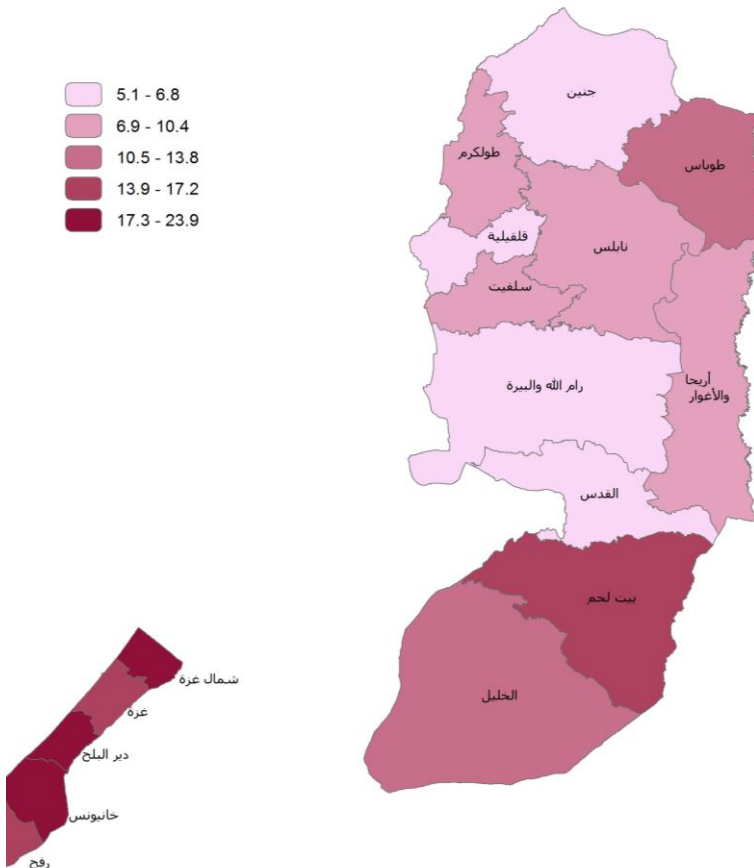 5.1 - 6.8
6.9 - 10.4
10.5 - 13.8
13.9 - 17.2
17.3 - 23.9
جنين
طولكرم
طوباس
قلقيلية
نابلس
سلفيت
أريحا
والأغوار
رام الله والبيرة
القدس
بيت لحم
الخليل
شمال غزة
غزة
دير البلح
خانيونس
رفح